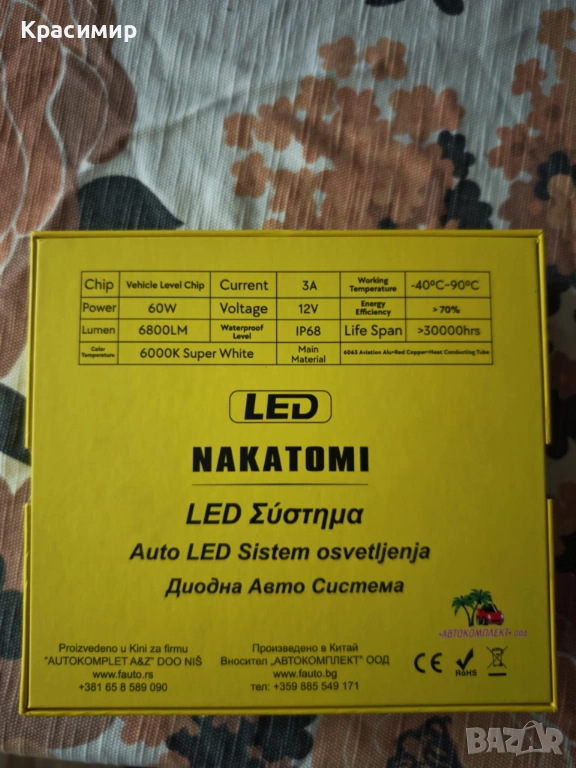 Красимир
Chip Vehicle Level Chip Current 3A Working Temperature -40ºC~90ºC
Power 60W Voltage 12V Energy Efficiency > 70%
Lumen 6800LM Waterproof Level IP68 Life Span >30000hrs
Color Temperature 6000K Super White Main Material 6063 Aviation Alu+Red Copper+Heat Conducting Tube
LED
NAKATOMI
LED Σύστημα
Auto LED Sistem osvetljenja
Диодна Авто Система
•АВТОКОМПЛЕКТ• ООД
Proizvedeno u Kini za firmu
"AUTOKOMPLET A&Z" DOO NIŠ
www.fauto.rs
+381 65 8 589 090
Произведено в Китай
Вносител „АВТОКОМПЛЕКТ" ООД
www.fauto.bg
тел: +359 885 549 171
CE
RoHS
BAZAR